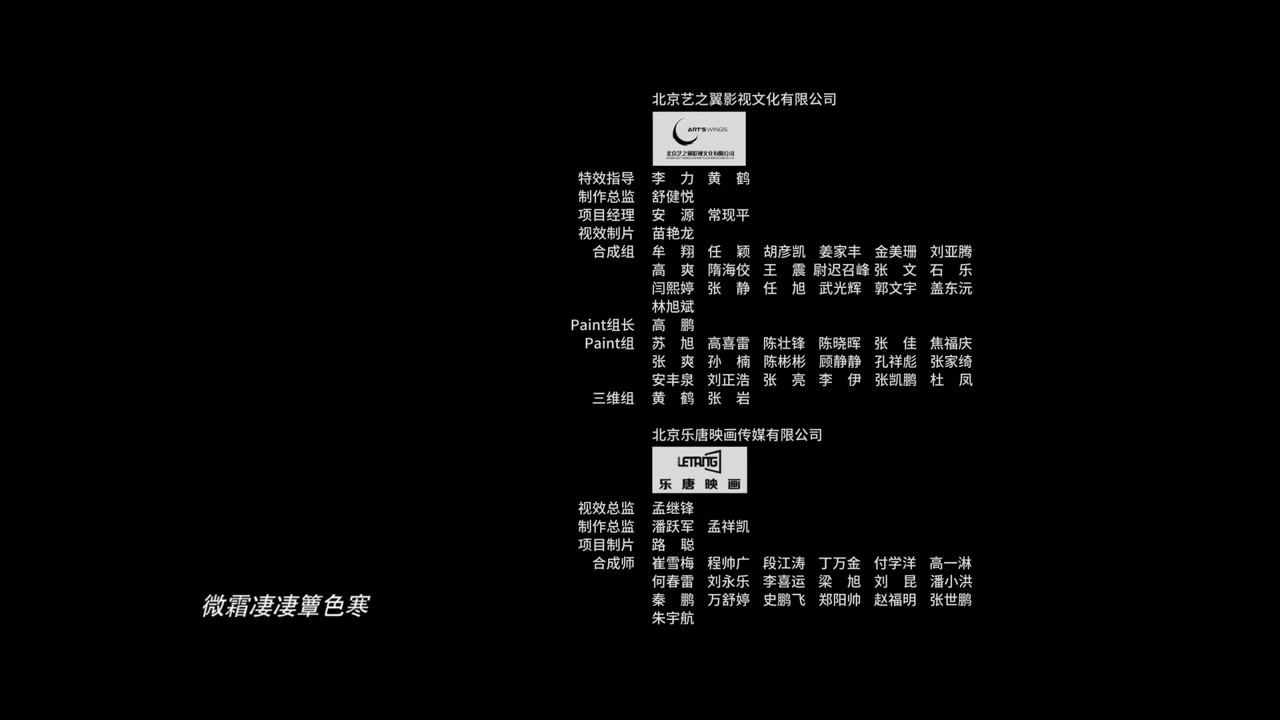 北京艺之翼影视文化有限公司
ART'S WINGS
北京艺之翼影视文化有限公司
特效指导 李 力 黄 鹤
制作总监 舒健悦
项目经理 安 源 常现平
视效制片 苗艳龙
合成组 牟 翔 任 颖 胡彦凯 姜家丰 金美珊 刘亚腾
高 爽 隋海佼 王 震 尉迟召峰 张 文 石 乐
闫熙婷 张 静 任 旭 武光辉 郭文宇 盖东沅
林旭斌
Paint组长 高 鹏
Paint组 苏 旭 高喜雷 陈壮锋 陈晓晖 张 佳 焦福庆
张 爽 孙 楠 陈彬彬 顾静静 孔祥彪 张家绮
安丰泉 刘正浩 张 亮 李 伊 张凯鹏 杜 凤
三维组 黄 鹤 张 岩
北京乐唐映画传媒有限公司
LETANG
乐唐映画
视效总监 孟继锋
制作总监 潘跃军 孟祥凯
项目制片 路 聪
合成师 崔雪梅 程帅广 段江涛 丁万金 付学洋 高一淋
何春雷 刘永乐 李喜运 梁 旭 刘 昆 潘小洪
秦 鹏 万舒婷 史鹏飞 郑阳帅 赵福明 张世鹏
朱宇航
微霜凄凄簟色寒